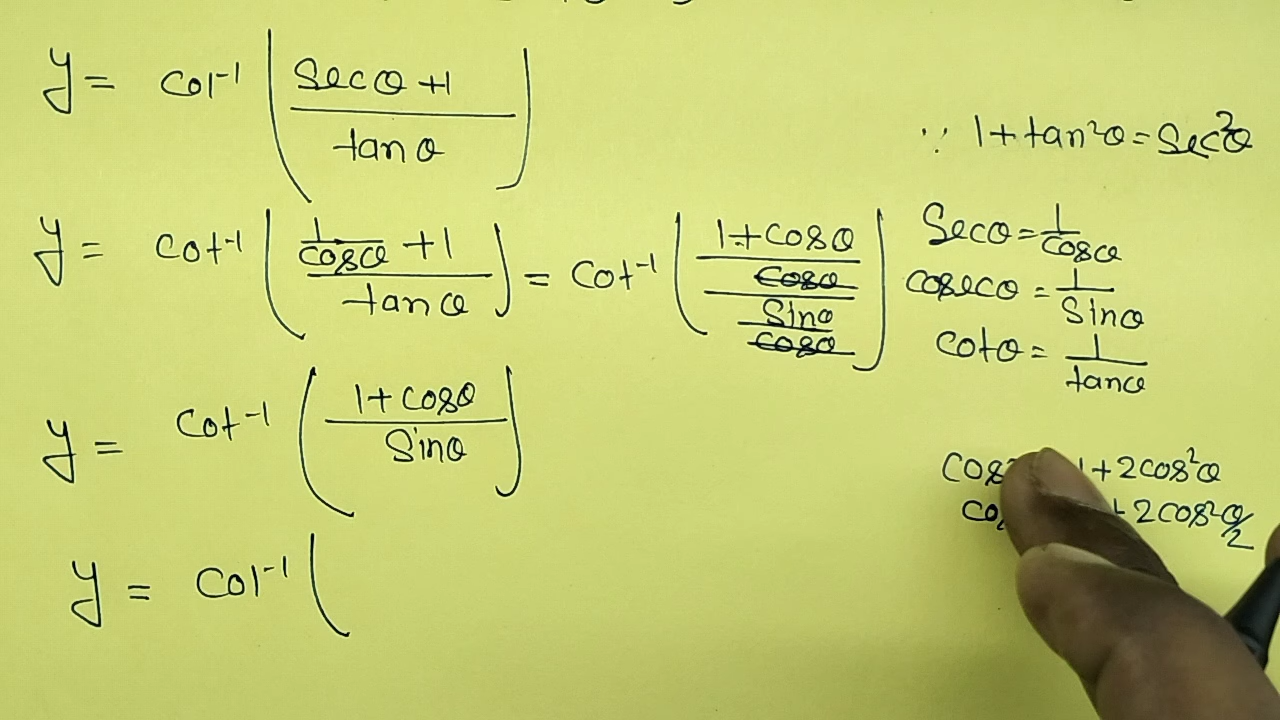 y = cot⁻¹ (secθ + 1 / tanθ)
∵ 1 + tan²θ = sec²θ
y = cot⁻¹ (1/cosθ + 1 / tanθ) = cot⁻¹ (1 + cosθ / cosθ / sinθ / cosθ)
secθ = 1/cosθ
cosecθ = 1/sinθ
cotθ = 1/tanθ
y = cot⁻¹ (1 + cosθ / sinθ)
1 + 2cos²θ
+ 2cos²θ/2
y = cot⁻¹ (